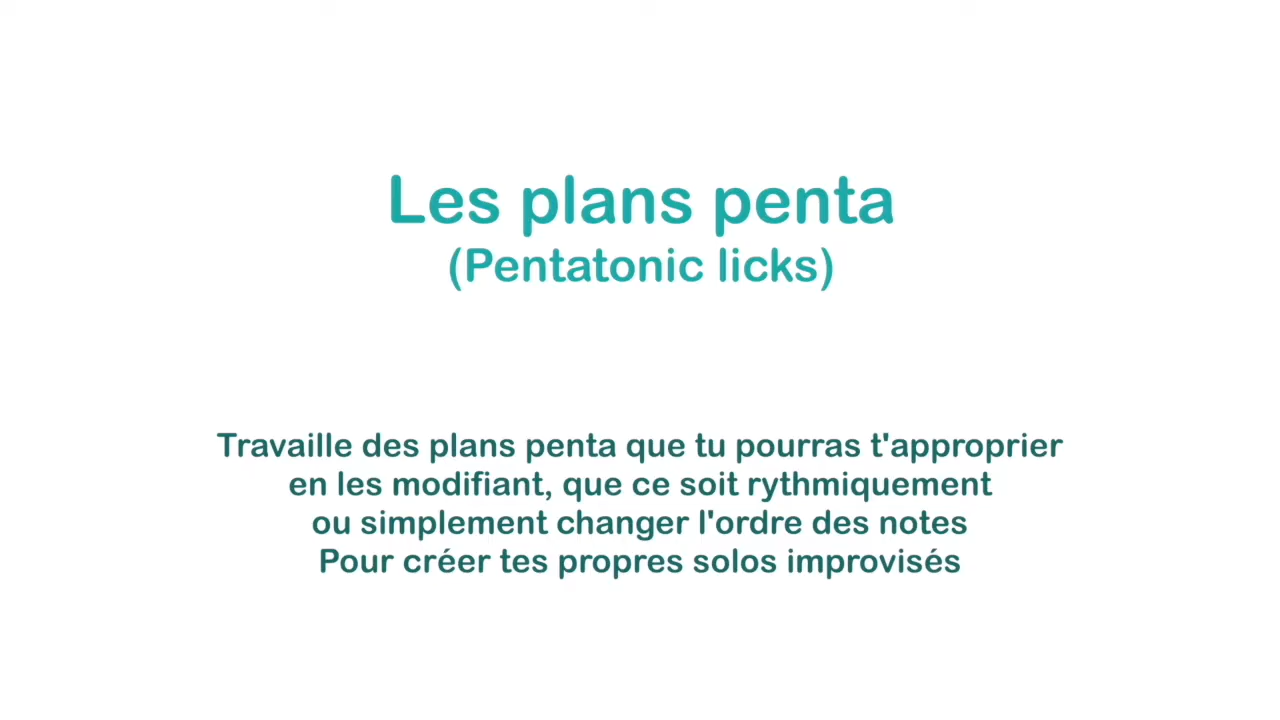 Les plans penta
(Pentatonic licks)
Travaille des plans penta que tu pourras t'approprier
en les modifiant, que ce soit rythmiquement
ou simplement changer l'ordre des notes
Pour créer tes propres solos improvisés